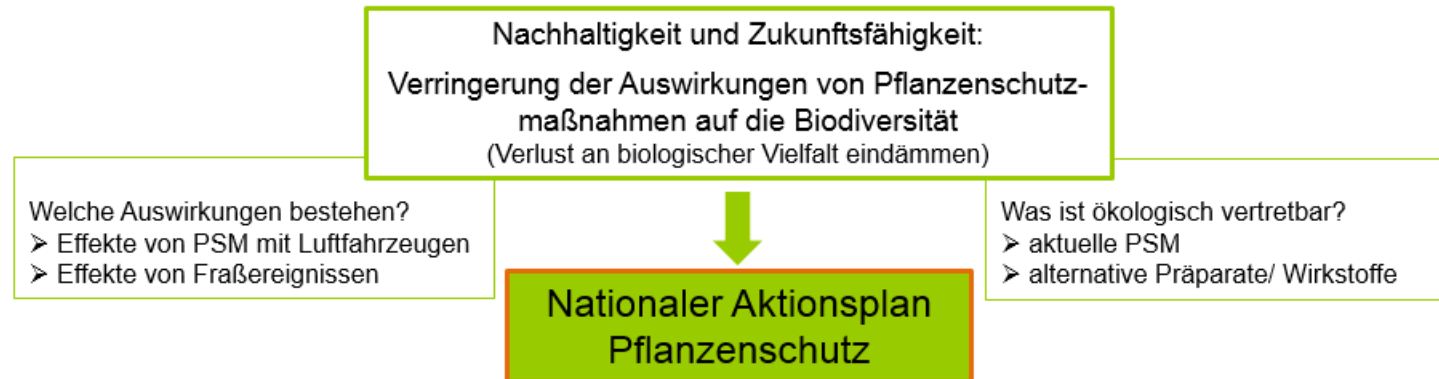 Nachhaltigkeit und Zukunftsfähigkeit:
Verringerung der Auswirkungen von Pflanzenschutz-
maßnahmen auf die Biodiversität
(Verlust an biologischer Vielfalt eindämmen)
Welche Auswirkungen bestehen?
➢ Effekte von PSM mit Luftfahrzeugen
➢ Effekte von Fraßereignissen
Was ist ökologisch vertretbar?
➢ aktuelle PSM
➢ alternative Präparate/ Wirkstoffe
Nationaler Aktionsplan
Pflanzenschutz